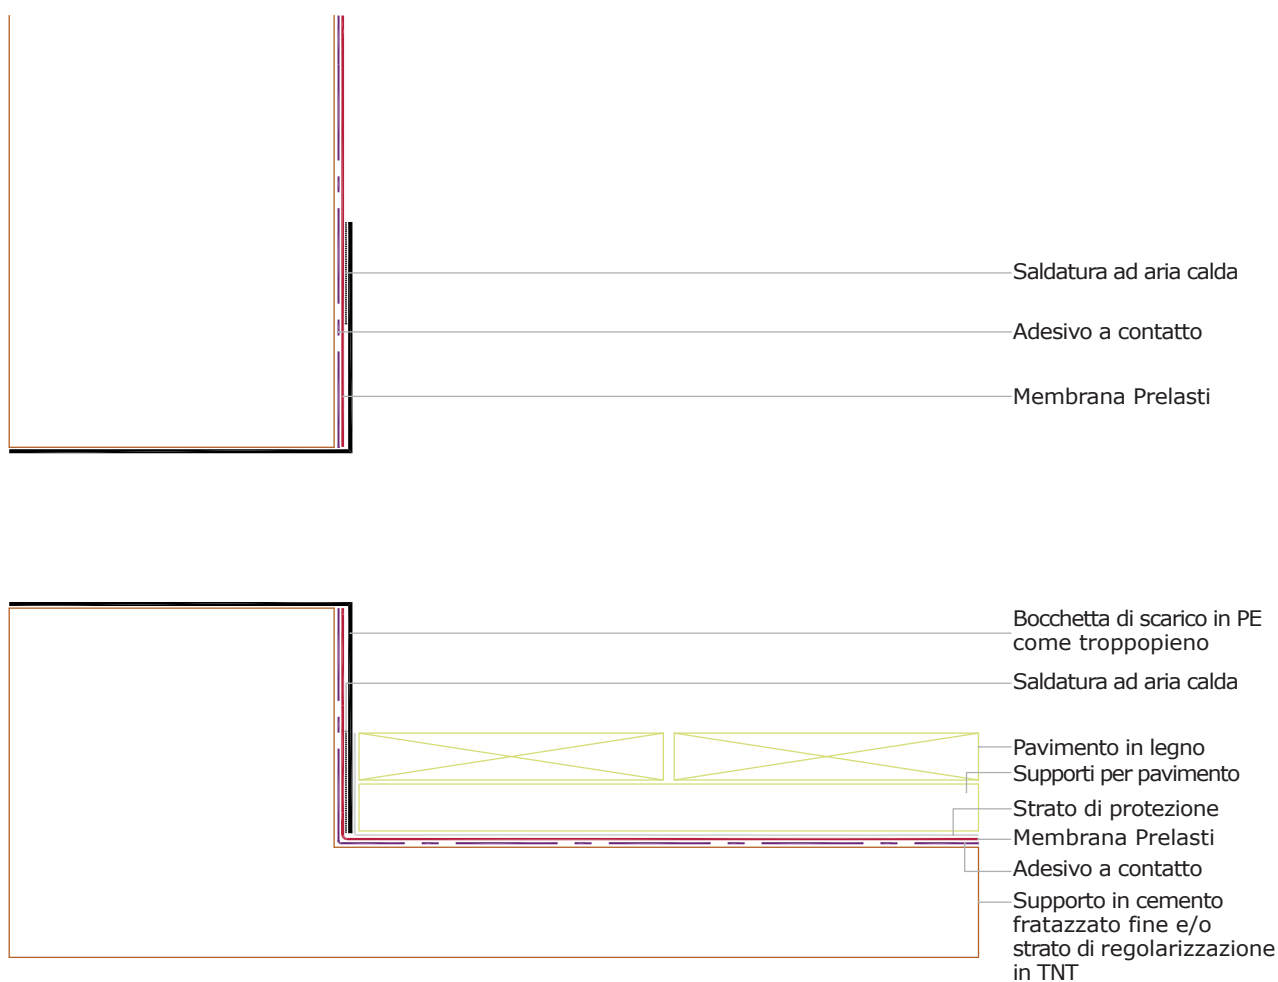 Saldatura ad aria calda
Adesivo a contatto
Membrana Prelasti
Bocchetta di scarico in PE
come troppopieno
Saldatura ad aria calda
Pavimento in legno
Supporti per pavimento
Strato di protezione
Membrana Prelasti
Adesivo a contatto
Supporto in cemento
fratazzato fine e/o
strato di regolarizzazione
in TNT